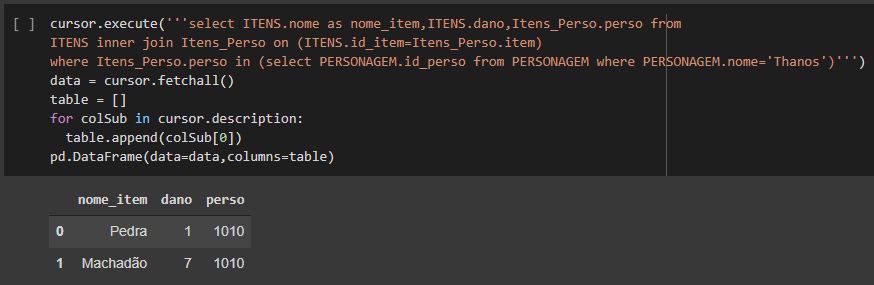 [ ] cursor.execute('''select ITENS.nome as nome_item,ITENS.dano,Itens_Perso.perso from
ITENS inner join Itens_Perso on (ITENS.id_item=Itens_Perso.item)
where Itens_Perso.perso in (select PERSONAGEM.id_perso from PERSONAGEM where PERSONAGEM.nome='Thanos')''')
data = cursor.fetchall()
table = []
for colSub in cursor.description:
  table.append(colSub[0])
pd.DataFrame(data=data,columns=table)
nome_item dano perso
0 Pedra 1 1010
1 Machadão 7 1010